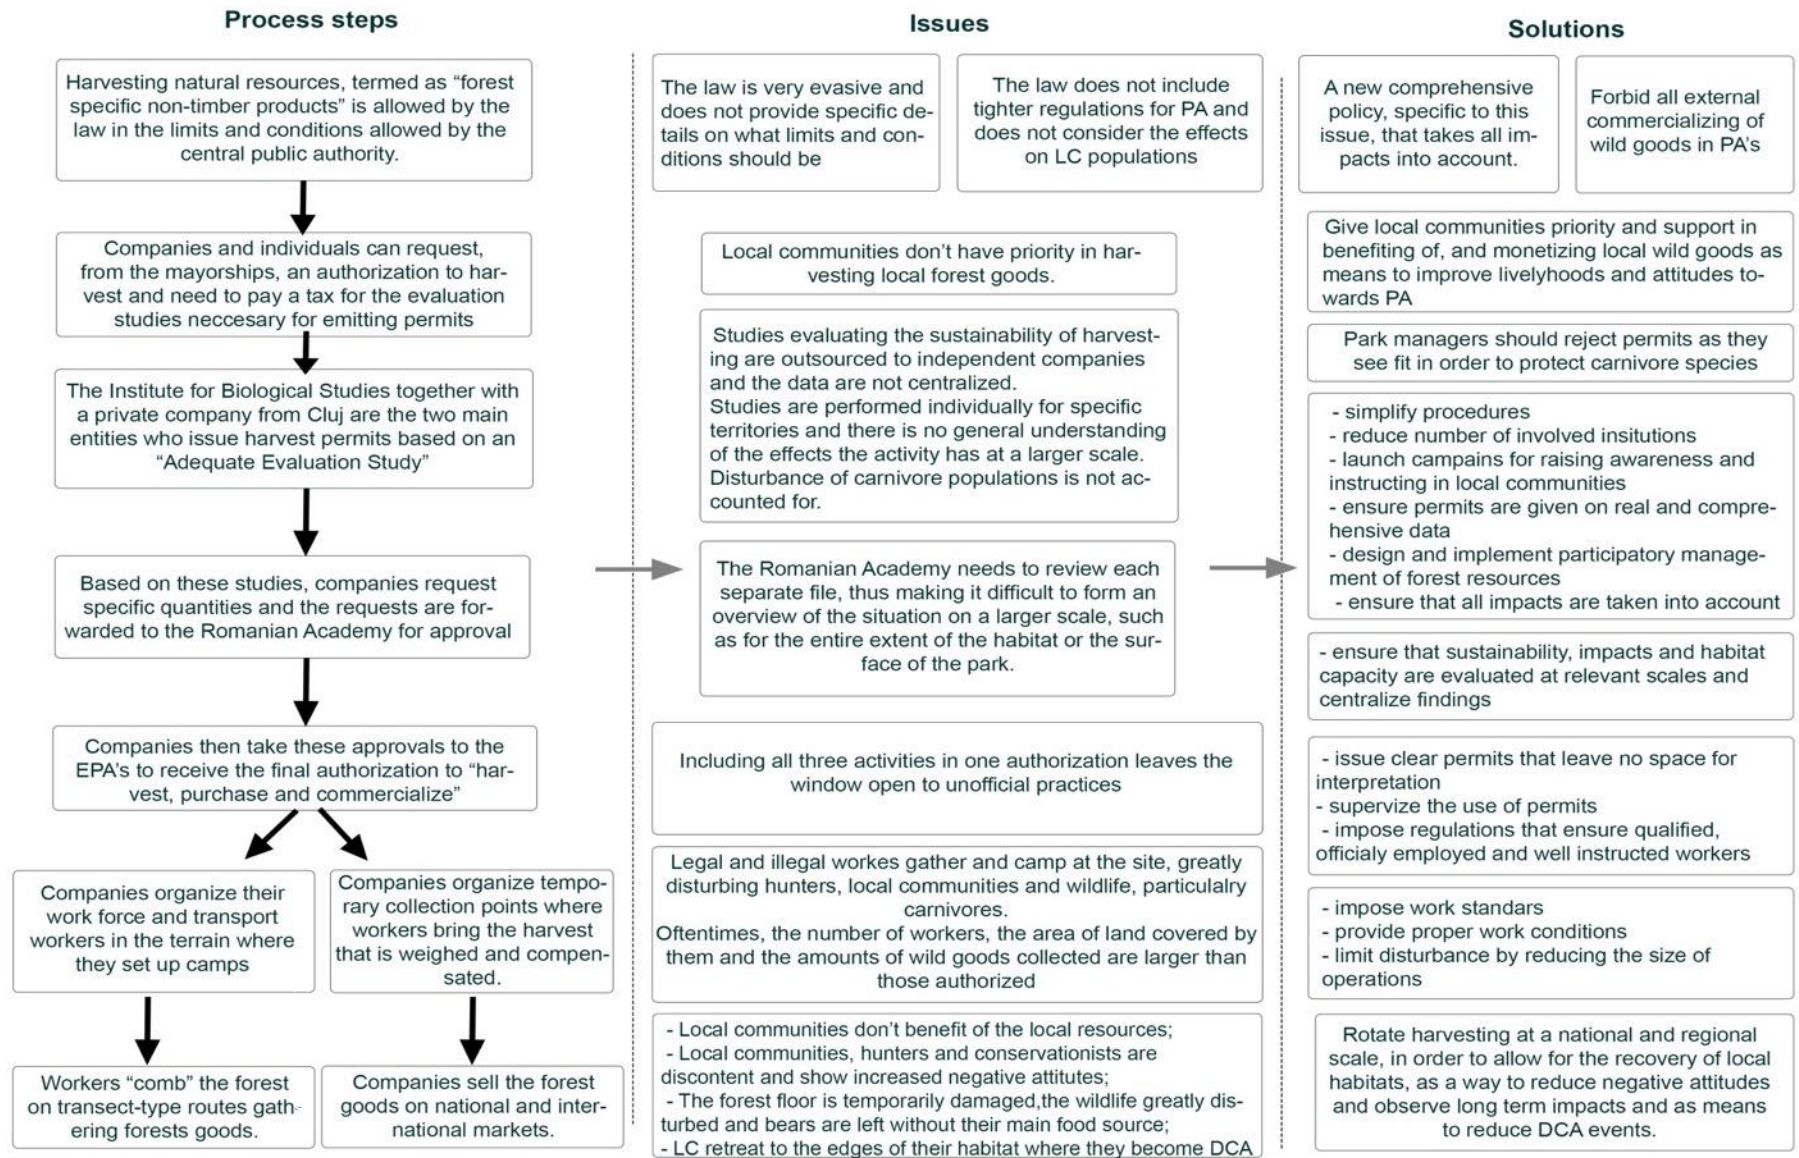 Process steps
Harvesting natural resources, termed as “forest
specific non-timber products” is allowed by the
law in the limits and conditions allowed by the
central public authority.
Companies and individuals can request,
from the mayorships, an authorization to har-
vest and need to pay a tax for the evaluation
studies neccesary for emitting permits
The Institute for Biological Studies together with
a private company from Cluj are the two main
entities who issue harvest permits based on an
“Adequate Evaluation Study”
Based on these studies, companies request
specific quantities and the requests are for-
warded to the Romanian Academy for approval
Companies then take these approvals to the
EPA’s to receive the final authorization to “har-
vest, purchase and commercialize”
Companies organize their
work force and transport
workers in the terrain where
they set up camps
Companies organize tempo-
rary collection points where
workers bring the harvest
that is weighed and compen-
sated.
Workers “comb” the forest
on transect-type routes gath-
ering forests goods.
Companies sell the forest
goods on national and inter-
national markets.
Issues
The law is very evasive and
does not provide specific de-
tails on what limits and con-
ditions should be
The law does not include
tighter regulations for PA and
does not consider the effects
on LC populations
Local communities don’t have priority in har-
vesting local forest goods.
Studies evaluating the sustainability of harvest-
ing are outsourced to independent companies
and the data are not centralized.
Studies are performed individually for specific
territories and there is no general understanding
of the effects the activity has at a larger scale.
Disturbance of carnivore populations is not ac-
counted for.
The Romanian Academy needs to review each
separate file, thus making it difficult to form an
overview of the situation on a larger scale, such
as for the entire extent of the habitat or the sur-
face of the park.
Including all three activities in one authorization leaves the
window open to unofficial practices
Legal and illegal workes gather and camp at the site, greatly
disturbing hunters, local communities and wildlife, particulalry
carnivores.
Oftentimes, the number of workers, the area of land covered by
them and the amounts of wild goods collected are larger than
those authorized
- Local communities don’t benefit of the local resources;
- Local communities, hunters and conservationists are
discontent and show increased negative attitutes;
- The forest floor is temporarily damaged,the wildlife greatly dis-
turbed and bears are left without their main food source;
- LC retreat to the edges of their habitat where they become DCA
Solutions
A new comprehensive
policy, specific to this
issue, that takes all im-
pacts into account.
Forbid all external
commercializing of
wild goods in PA’s
Give local communities priority and support in
benefiting of, and monetizing local wild goods as
means to improve livelyhoods and attitudes to-
wards PA
Park managers should reject permits as they
see fit in order to protect carnivore species
- simplify procedures
- reduce number of involved insitutions
- launch campains for raising awareness and
instructing in local communities
- ensure permits are given on real and compre-
hensive data
- design and implement participatory manage-
ment of forest resources
- ensure that all impacts are taken into account
- ensure that sustainability, impacts and habitat
capacity are evaluated at relevant scales and
centralize findings
- issue clear permits that leave no space for
interpretation
- supervize the use of permits
- impose regulations that ensure qualified,
officialy employed and well instructed workers
- impose work standars
- provide proper work conditions
- limit disturbance by reducing the size of
operations
Rotate harvesting at a national and regional
scale, in order to allow for the recovery of local
habitats, as a way to reduce negative attitudes
and observe long term impacts and as means
to reduce DCA events.